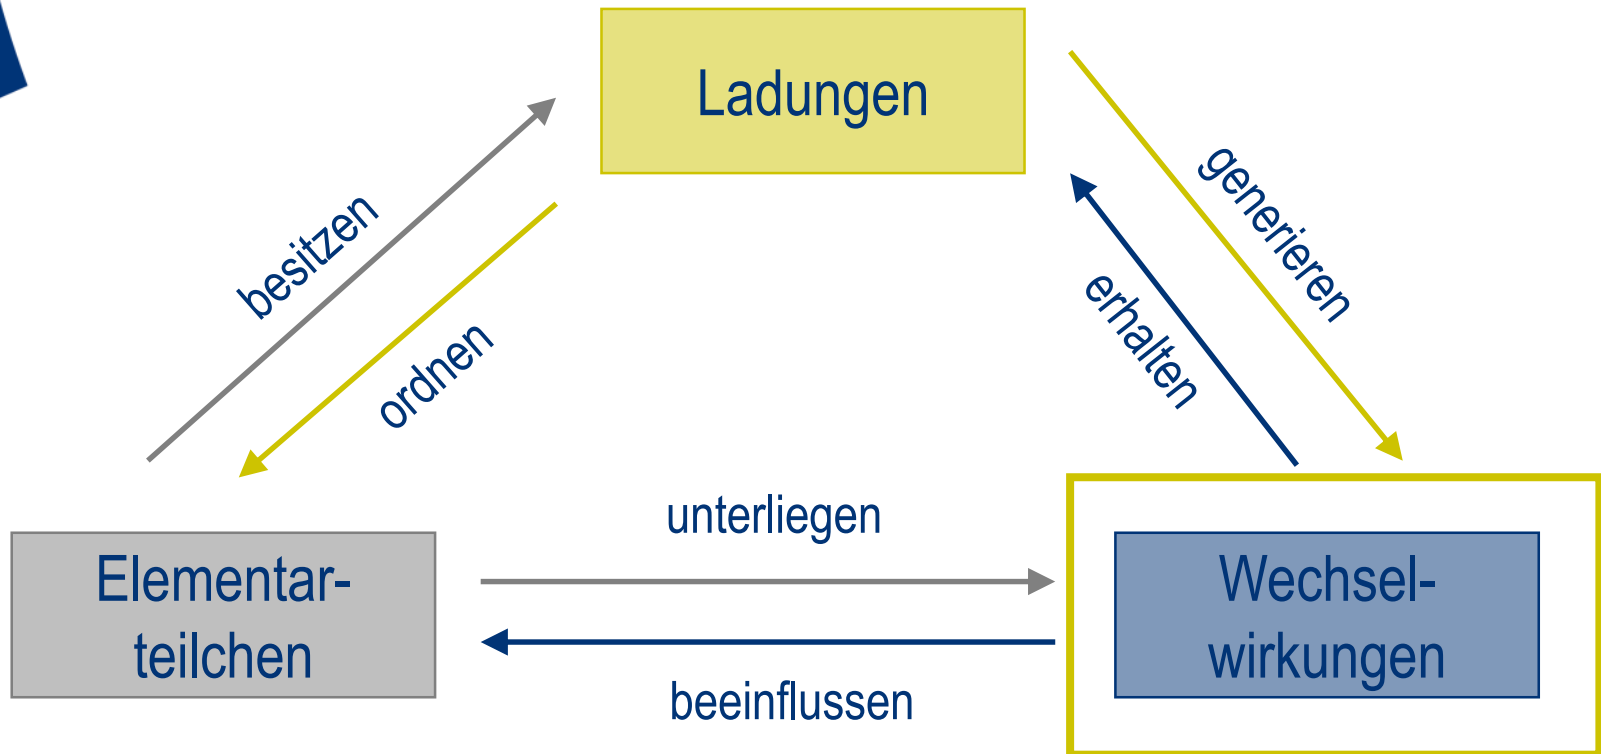 Ladungen
besitzen
ordnen
generieren
erhalten
unterliegen
Elementar-
teilchen
Wechsel-
wirkungen
beeinflussen